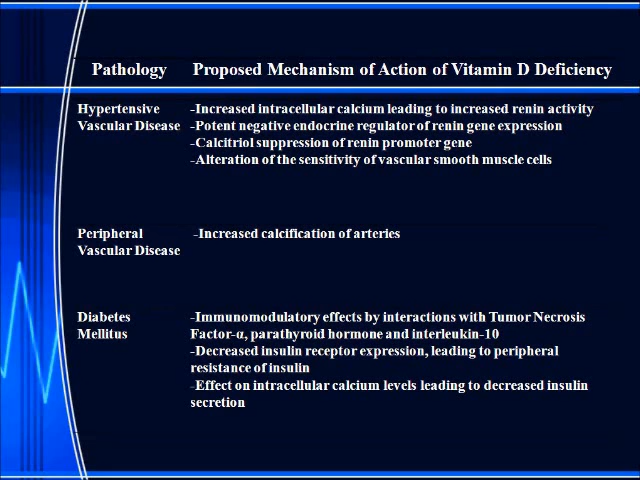 Pathology Proposed Mechanism of Action of Vitamin D Deficiency
Hypertensive -Increased intracellular calcium leading to increased renin activity
Vascular Disease -Potent negative endocrine regulator of renin gene expression
-Calcitriol suppression of renin promoter gene
-Alteration of the sensitivity of vascular smooth muscle cells
Peripheral -Increased calcification of arteries
Vascular Disease
Diabetes -Immunomodulatory effects by interactions with Tumor Necrosis
Mellitus Factor-α, parathyroid hormone and interleukin-10
-Decreased insulin receptor expression, leading to peripheral
resistance of insulin
-Effect on intracellular calcium levels leading to decreased insulin
secretion